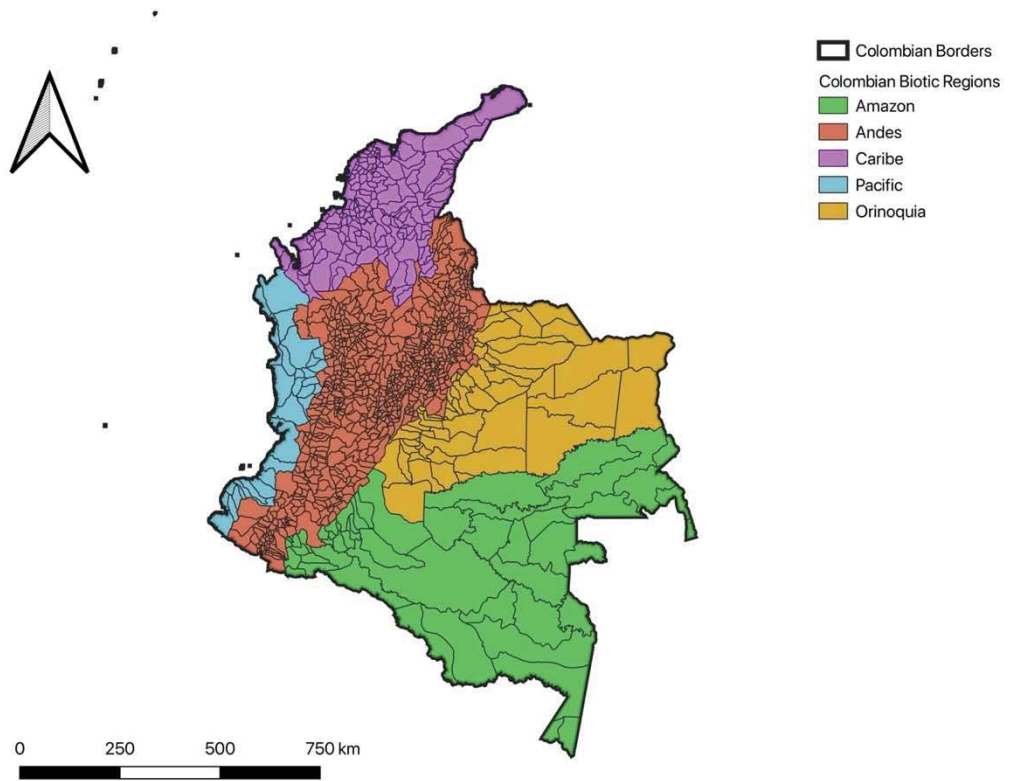 Colombian Borders
Colombian Biotic Regions
Amazon
Andes
Caribe
Pacific
Orinoquia
0 250 500 750 km